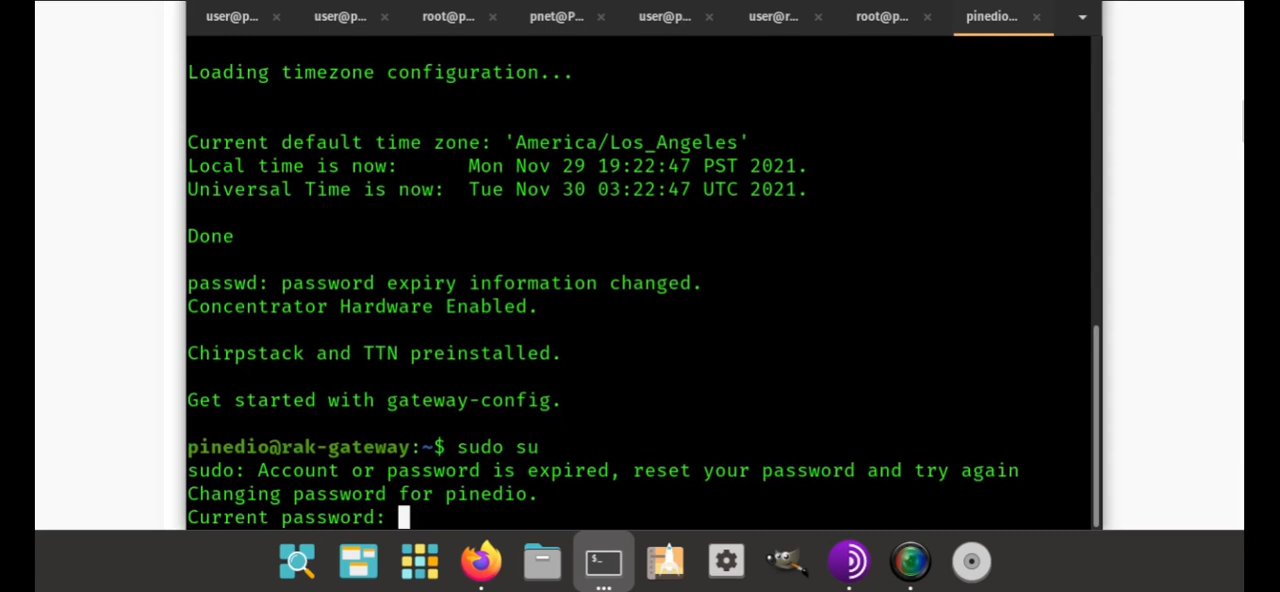 user@p...
user@p...
root@p...
pnet@P...
user@p...
user@r...
root@p...
pinedio...
Loading timezone configuration...
Current default time zone: 'America/Los_Angeles'
Local time is now:      Mon Nov 29 19:22:47 PST 2021.
Universal Time is now:  Tue Nov 30 03:22:47 UTC 2021.
Done
passwd: password expiry information changed.
Concentrator Hardware Enabled.
Chirpstack and TTN preinstalled.
Get started with gateway-config.
pinedio@rak-gateway:~$ sudo su
sudo: Account or password is expired, reset your password and try again
Changing password for pinedio.
Current password:
$_